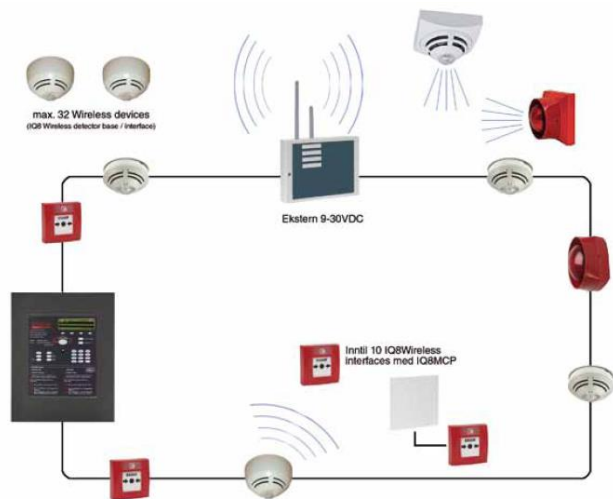 max. 32 Wireless devices
(IQ8 Wireless detector base / interface)
Ekstern 9-30VDC
Inntil 10 IQ8Wireless
interfaces med IQ8MCP